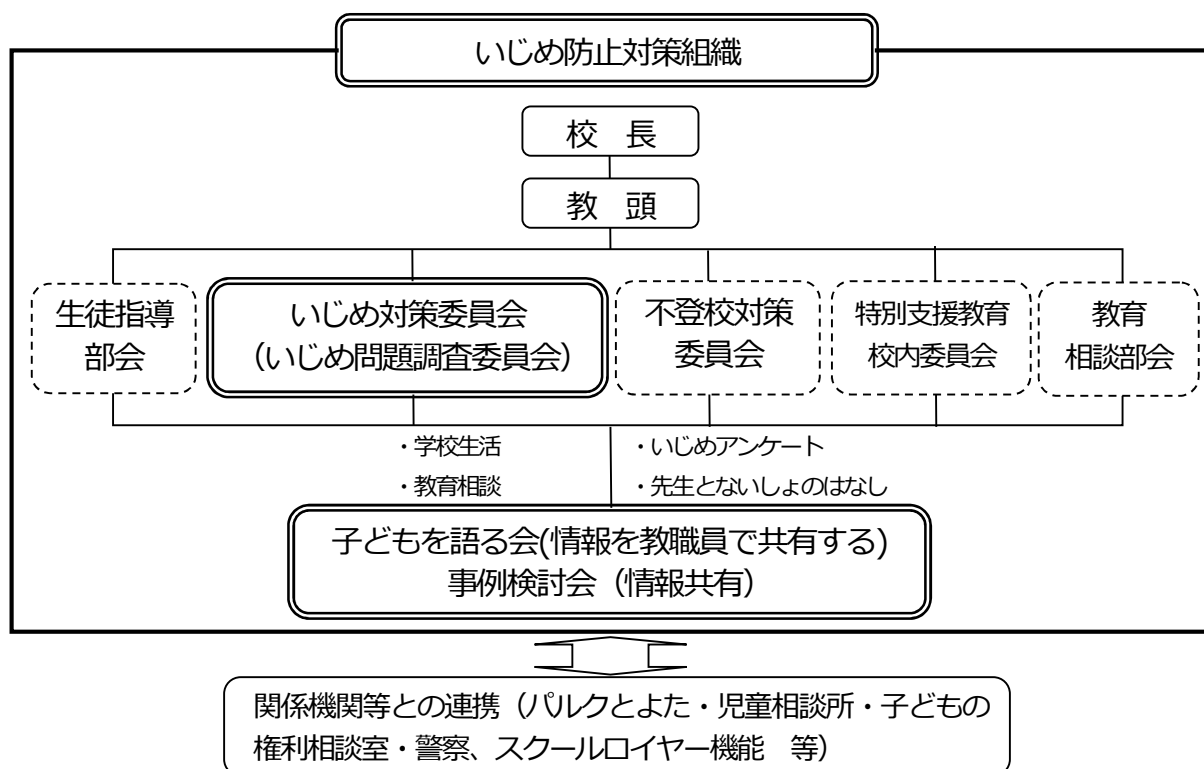 いじめ防止対策組織
校　長
教　頭
生徒指導
部会
いじめ対策委員会
（いじめ問題調査委員会）
不登校対策
委員会
特別支援教育
校内委員会
教育
相談部会
・学校生活
・教育相談
・いじめアンケート
・先生とないしょのはなし
子どもを語る会(情報を教職員で共有する)
事例検討会（情報共有）
関係機関等との連携（パルクとよた・児童相談所・子どもの
権利相談室・警察、スクールロイヤー機能　等）